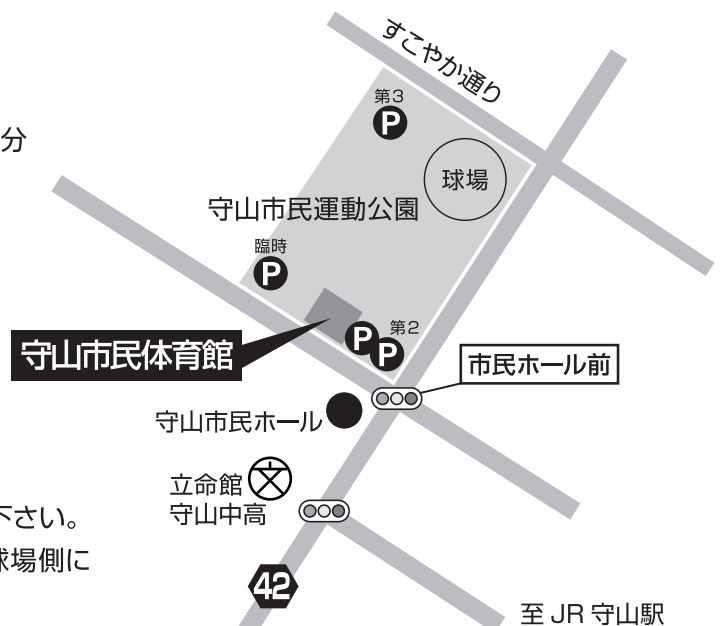 すこやか通り
第3
P
分
球場
守山市民運動公園
臨時
P
第2
P
P
守山市民体育館
市民ホール前
守山市民ホール
立命館
守山中高
文
下さい。
球場側に
42
至 JR 守山駅